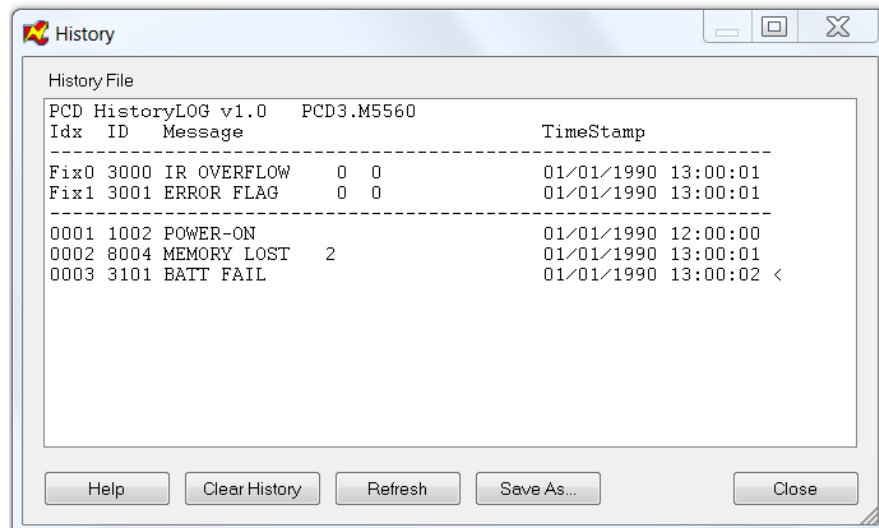 History
History File
PCD HistoryLOG v1.0   PCD3.M5560
Idx  ID   Message                          TimeStamp
-------------------------------------------------------------------
Fix0 3000 IR OVERFLOW    0  0              01/01/1990 13:00:01
Fix1 3001 ERROR FLAG     0  0              01/01/1990 13:00:01
-------------------------------------------------------------------
0001 1002 POWER-ON                         01/01/1990 12:00:00
0002 8004 MEMORY LOST   2                  01/01/1990 13:00:01
0003 3101 BATT FAIL                        01/01/1990 13:00:02 <
Help Clear History Refresh Save As... Close